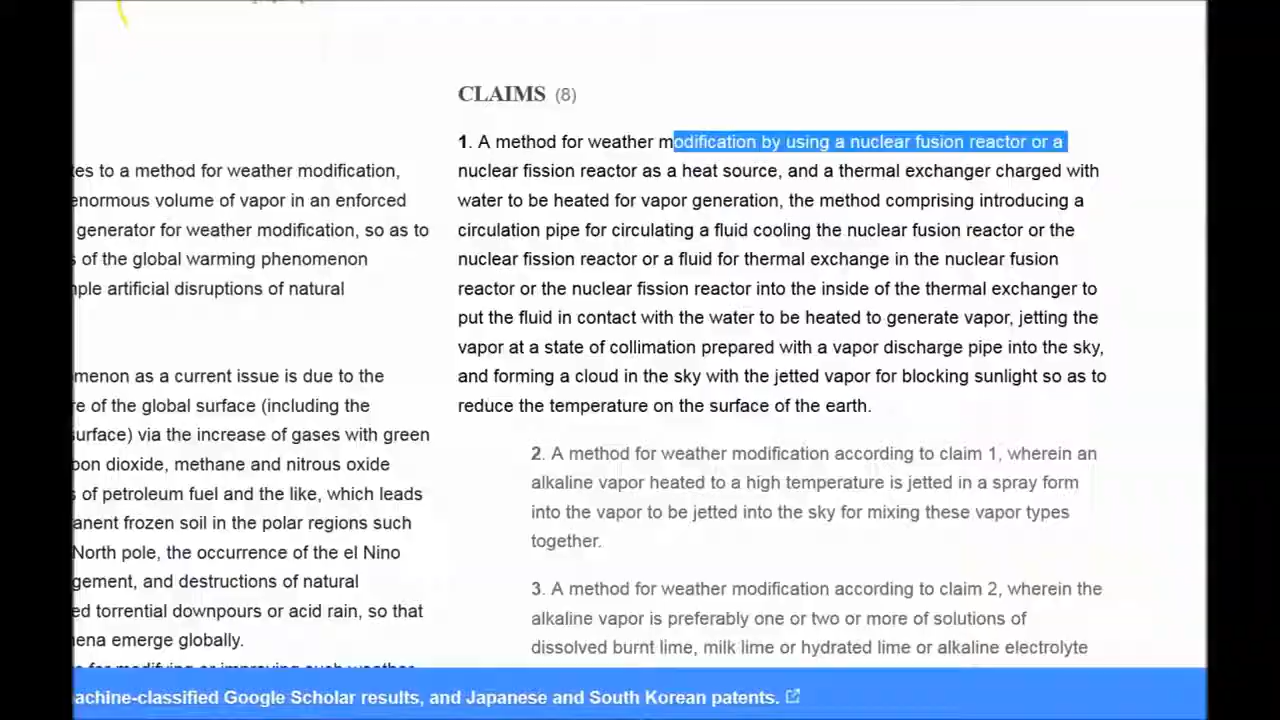 CLAIMS (8)
1. A method for weather modification by using a nuclear fusion reactor or a
nuclear fission reactor as a heat source, and a thermal exchanger charged with
water to be heated for vapor generation, the method comprising introducing a
circulation pipe for circulating a fluid cooling the nuclear fusion reactor or the
nuclear fission reactor or a fluid for thermal exchange in the nuclear fusion
reactor or the nuclear fission reactor into the inside of the thermal exchanger to
put the fluid in contact with the water to be heated to generate vapor, jetting the
vapor at a state of collimation prepared with a vapor discharge pipe into the sky,
and forming a cloud in the sky with the jetted vapor for blocking sunlight so as to
reduce the temperature on the surface of the earth.
2. A method for weather modification according to claim 1, wherein an
alkaline vapor heated to a high temperature is jetted in a spray form
into the vapor to be jetted into the sky for mixing these vapor types
together.
3. A method for weather modification according to claim 2, wherein the
alkaline vapor is preferably one or two or more of solutions of
dissolved burnt lime, milk lime or hydrated lime or alkaline electrolyte
to a method for weather modification,
enormous volume of vapor in an enforced
generator for weather modification, so as to
of the global warming phenomenon
artificial disruptions of natural
as a current issue is due to the
of the global surface (including the
surface) via the increase of gases with green
dioxide, methane and nitrous oxide
of petroleum fuel and the like, which leads
frozen soil in the polar regions such
North pole, the occurrence of the el Nino
and destructions of natural
torrential downpours or acid rain, so that
emerge globally.
for modifying or improving such weather
achine-classified Google Scholar results, and Japanese and South Korean patents.